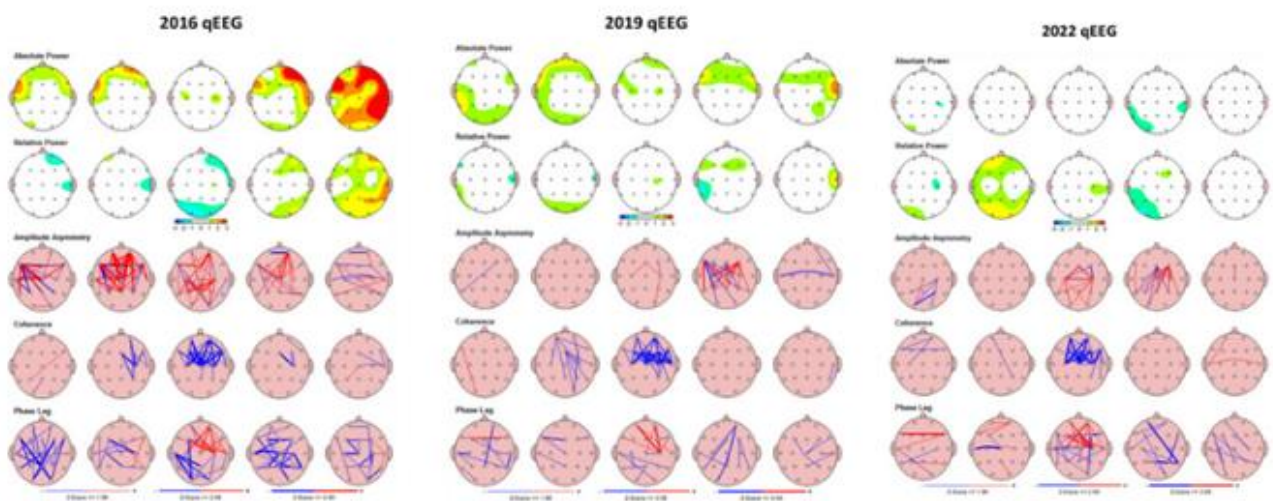 2016 qEEG
Absolute Power
Relative Power
Amplitude Asymmetry
Coherence
Phase Lag
2019 qEEG
Absolute Power
Relative Power
Amplitude Asymmetry
Coherence
Phase Lag
2022 qEEG
Absolute Power
Relative Power
Amplitude Asymmetry
Coherence
Phase Lag